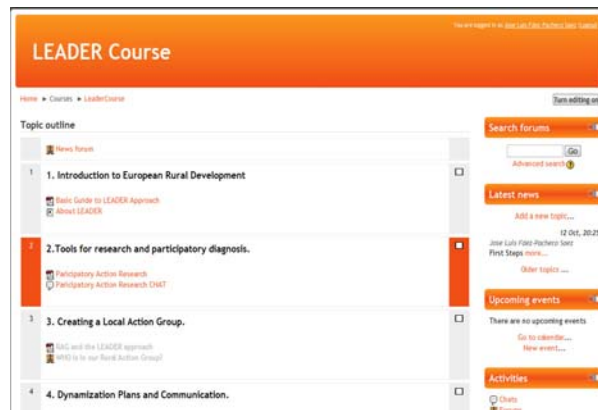 You are logged in as Jose Luis Fdez-Pacheco Saez (Logout
LEADER Course
Home ► Courses ► LeaderCourse
Turn editing on
Topic outline
News forum
1
1. Introduction to European Rural Development
Basic Guide to LEADER Approach
About LEADER
2
2.Tools for research and participatory diagnosis.
Participatory Action Research
Participatory Action Research CHAT
3
3. Creating a Local Action Group.
RAG and the LEADER approach
WHO is in our Rural Action Group?
4
4. Dynamization Plans and Communication.
Search forums
Go
Advanced search
Latest news
Add a new topic...
12 Oct, 20:25
Jose Luis Fdez-Pacheco Saez
First Steps more...
Older topics ...
Upcoming events
There are no upcoming events
Go to calendar...
New event...
Activities
Chats
Forums